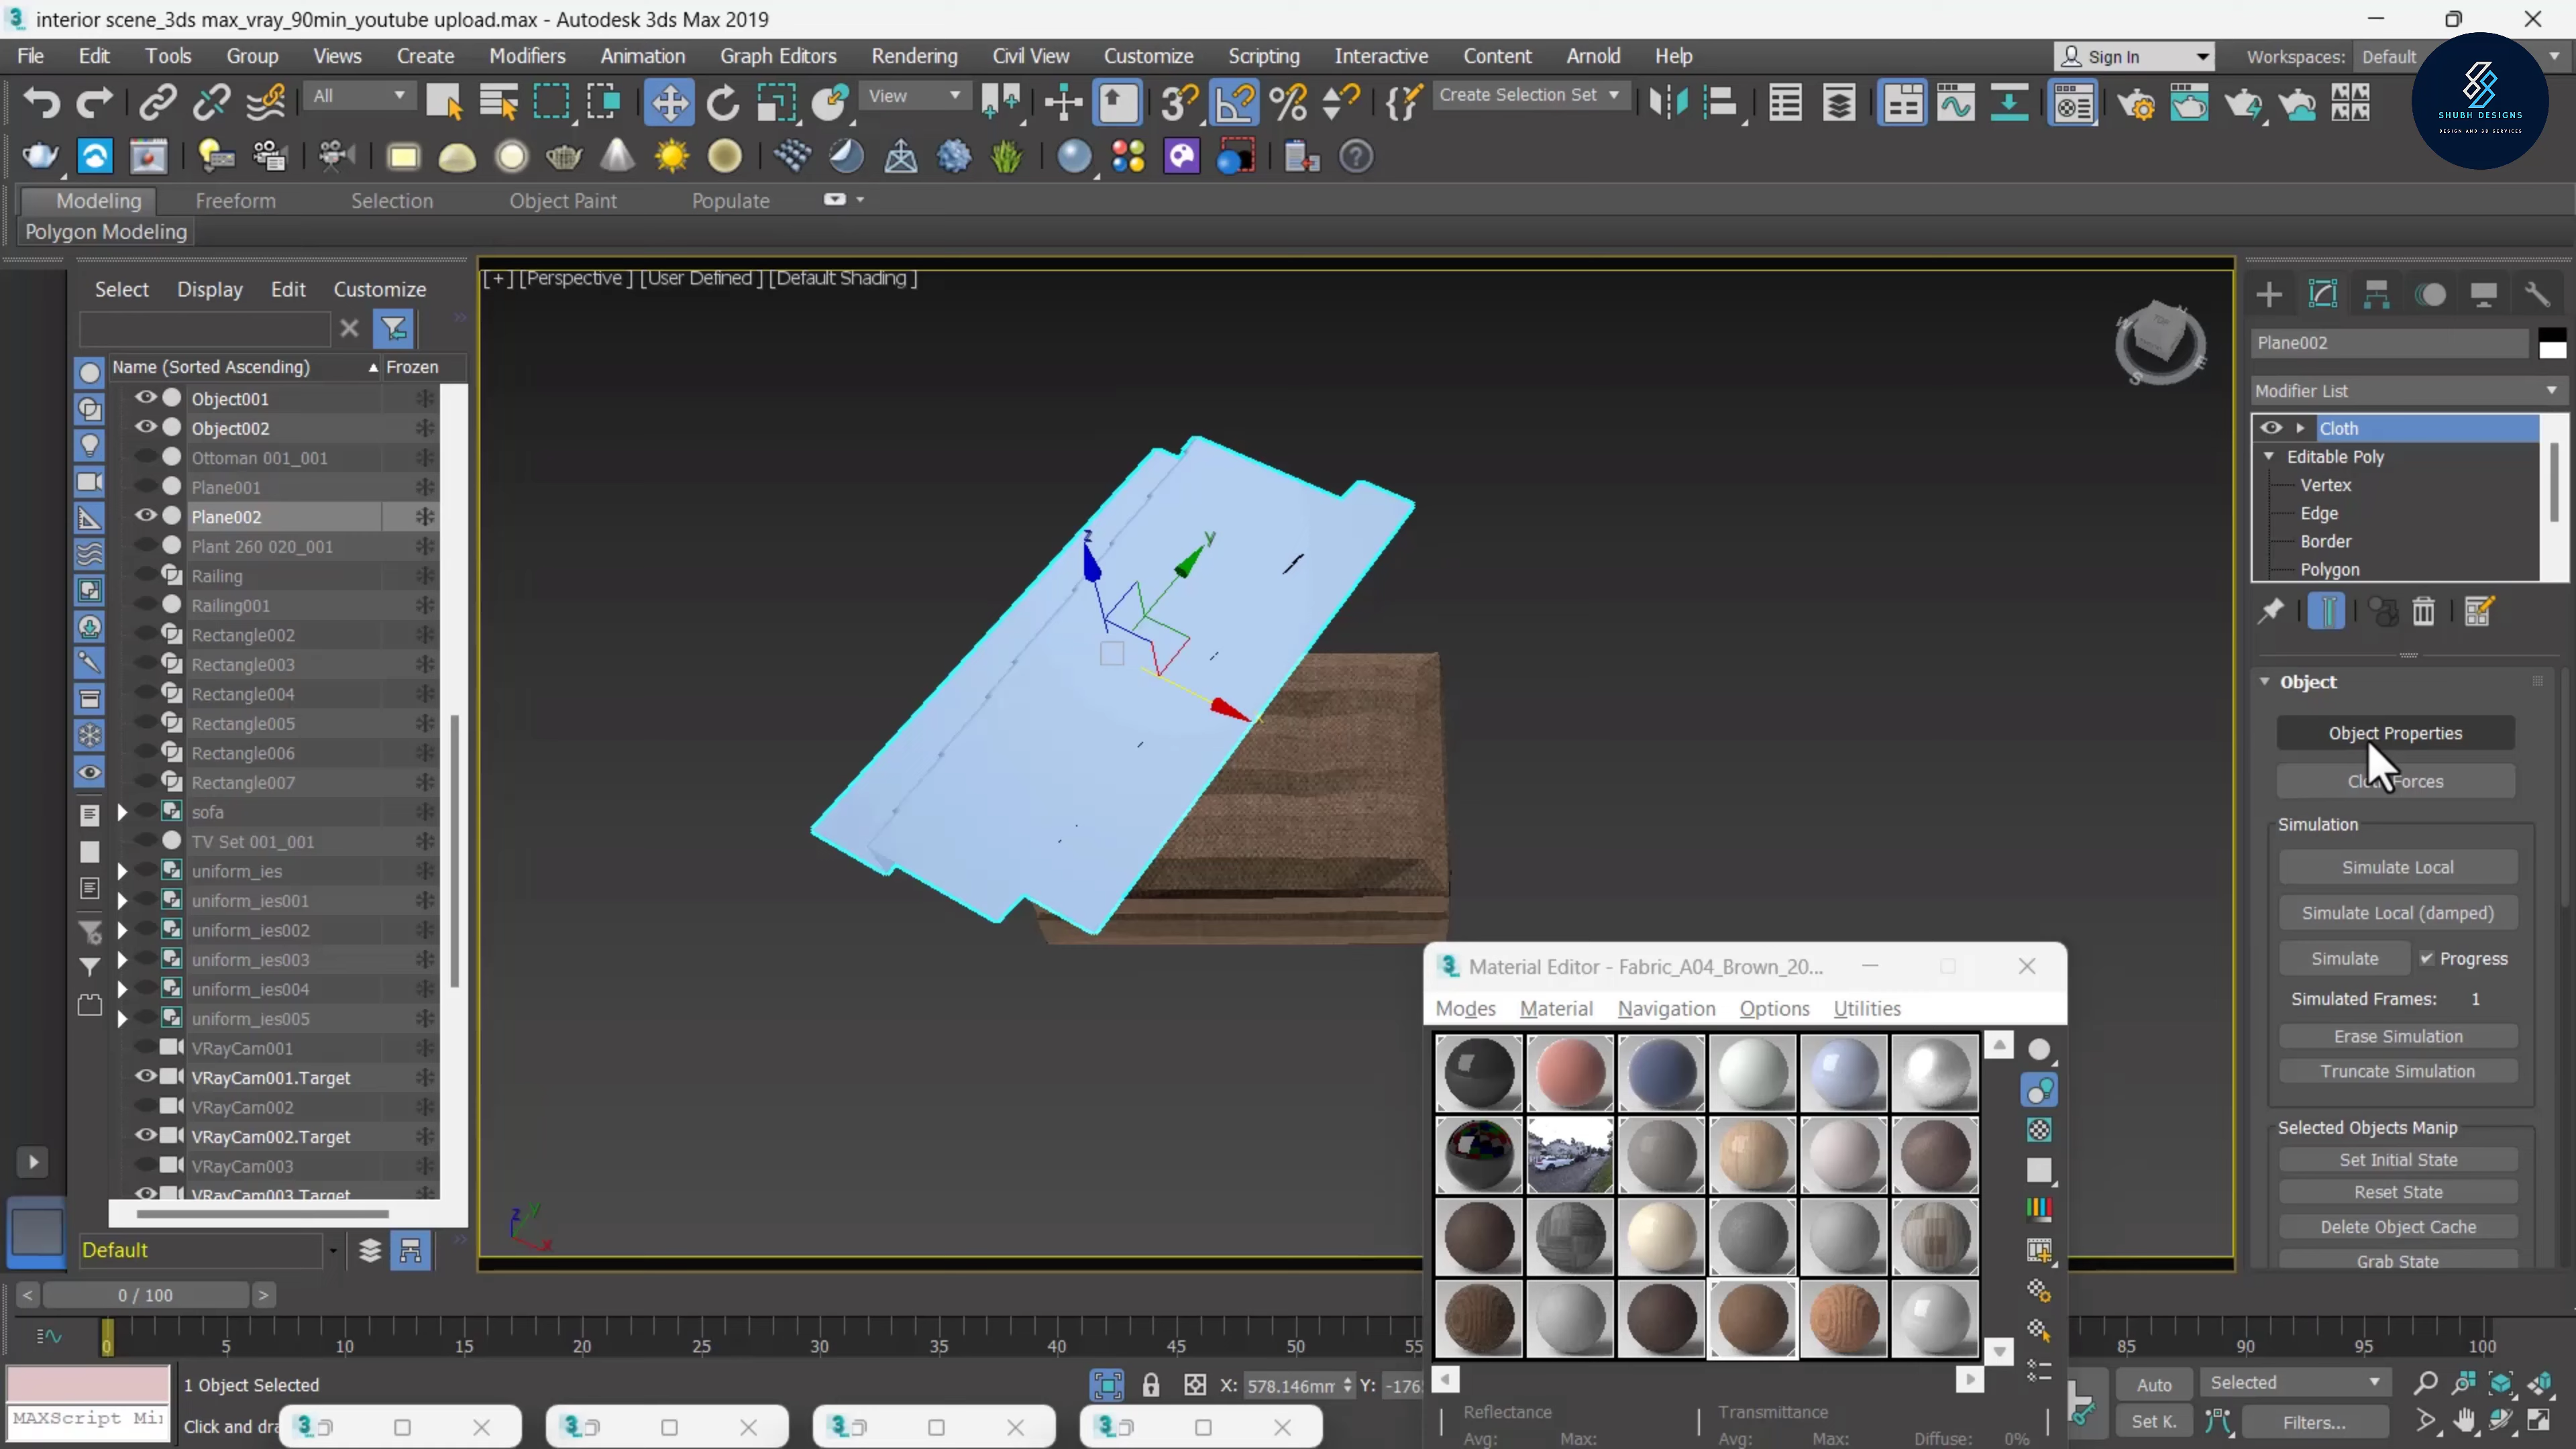 interior scene_3ds max_vray_90min_youtube upload.max - Autodesk 3ds Max 2019
File Edit Tools Group Views Create Modifiers Animation Graph Editors Rendering Civil View Customize Scripting Interactive Content Arnold Help Sign In Workspaces: Default
All View Create Selection Set
SHUBH DESIGNS
DESIGN AND 3D SERVICES
Modeling Freeform Selection Object Paint Populate
Polygon Modeling
Select Display Edit Customize
Name (Sorted Ascending) Frozen
Object001
Object002
Ottoman 001_001
Plane001
Plane002
Plant 260 020_001
Railing
Railing001
Rectangle002
Rectangle003
Rectangle004
Rectangle005
Rectangle006
Rectangle007
sofa
TV Set 001_001
uniform_ies
uniform_ies001
uniform_ies002
uniform_ies003
uniform_ies004
uniform_ies005
VRayCam001
VRayCam001.Target
VRayCam002
VRayCam002.Target
VRayCam003
VRayCam003.Target
Default
[+] [Perspective ] [User Defined ] [Default Shading ]
TOP
W
S
E
z
y
z y
x
Plane002
Modifier List
Cloth
Editable Poly
Vertex
Edge
Border
Polygon
Object
Object Properties
Forces
Simulation
Simulate Local
Simulate Local (damped)
Simulate Progress
Simulated Frames: 1
Erase Simulation
Truncate Simulation
Selected Objects Manip
Set Initial State
Reset State
Delete Object Cache
Grab State
Material Editor - Fabric_A04_Brown_20...
Modes Material Navigation Options Utilities
Reflectance Transmittance
Avg: Max: Avg: Max: Diffuse: 0%
< 0 / 100 >
0 5 10 15 20 25 30 35 40 45 50 55 85 90 95 100
1 Object Selected X: 578.146mm Y: -176 Auto Selected
MAXScript Mi Click and dra Set K. Filters...